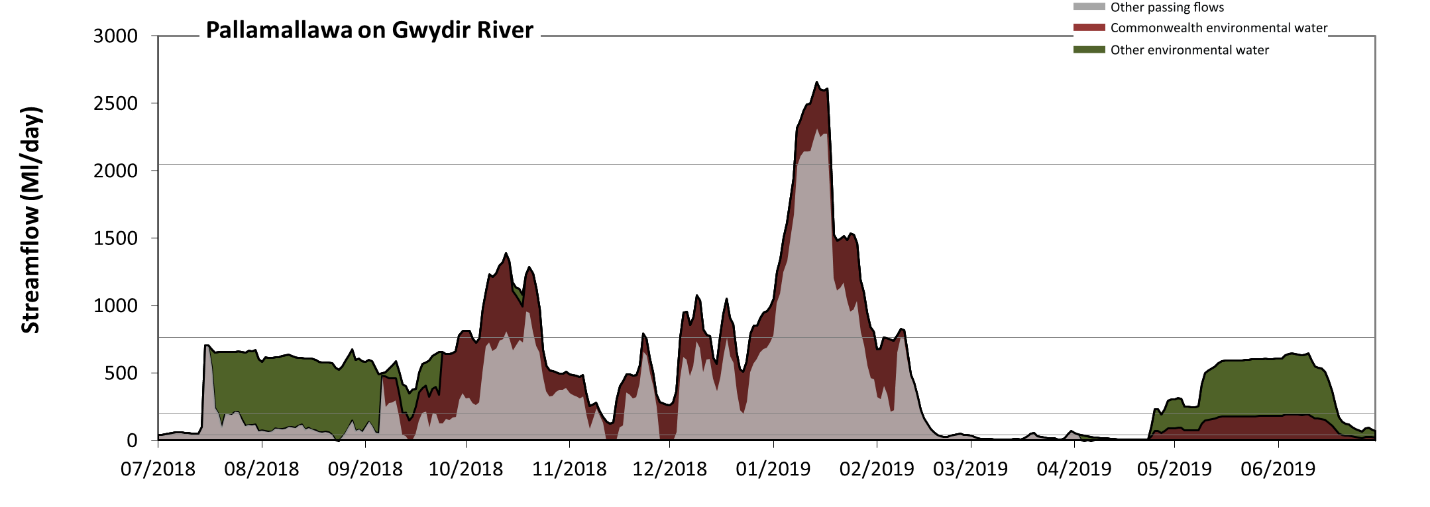 Other passing flows
Pallamallawa on Gwydir River
Commonwealth environmental water
Other environmental water
Streamflow (Ml/day)
3000
2500
2000
1500
1000
500
0
07/2018 08/2018 09/2018 10/2018 11/2018 12/2018 01/2019 02/2019 03/2019 04/2019 05/2019 06/2019